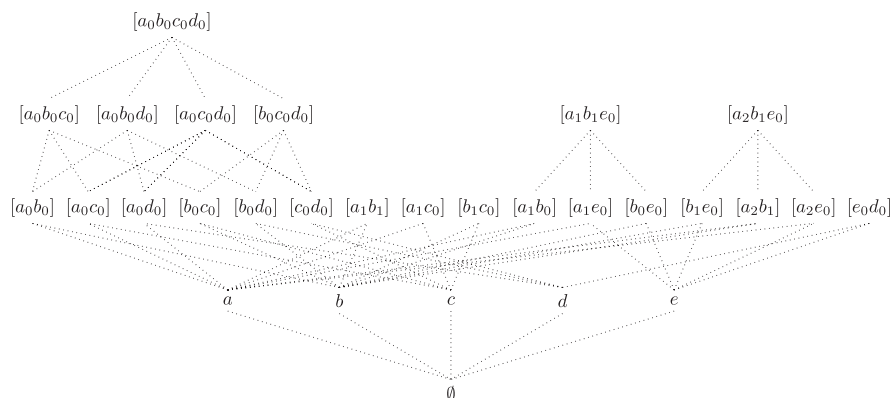 [a₀b₀c₀d₀]
[a₀b₀c₀] [a₀b₀d₀] [a₀c₀d₀] [b₀c₀d₀] [a₁b₁e₀] [a₂b₁e₀]
[a₀b₀] [a₀c₀] [a₀d₀] [b₀c₀] [b₀d₀] [c₀d₀] [a₁b₁] [a₁c₀] [b₁c₀] [a₁b₀] [a₁e₀] [b₀e₀] [b₁e₀] [a₂b₁] [a₂e₀] [e₀d₀]
a b c d e
∅